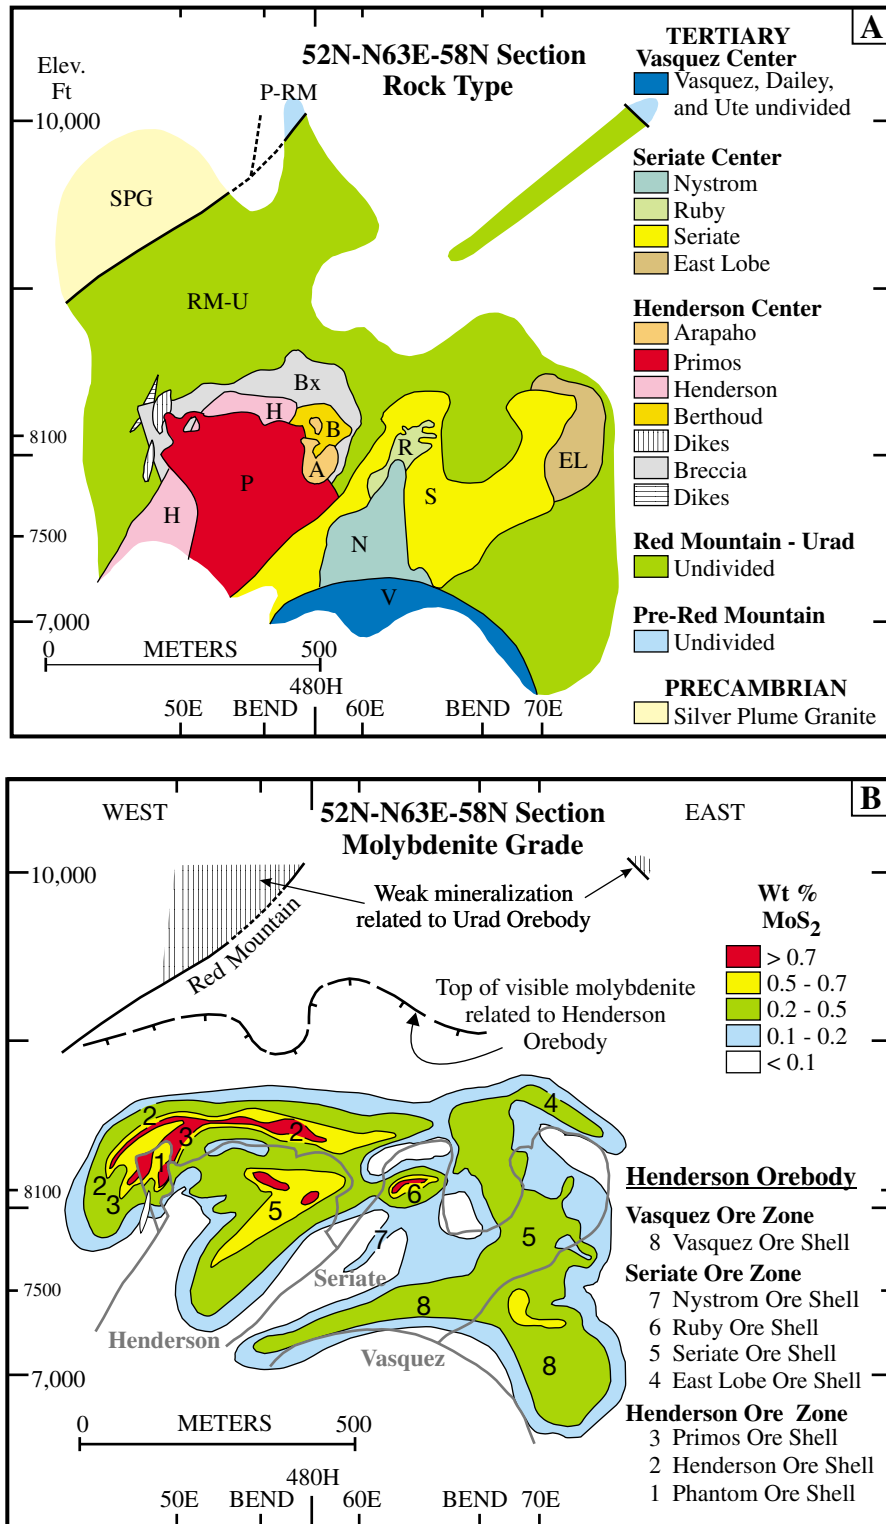 A
52N-N63E-58N Section
Rock Type
Elev.
Ft
P-RM
10,000
SPG
RM-U
Bx
H
B
A
R
P
S
EL
H
N
V
8100
7500
7,000
0 METERS 500
480H
50E BEND 60E BEND 70E
TERTIARY
Vasquez Center
Vasquez, Dailey,
and Ute undivided
Seriate Center
Nystrom
Ruby
Seriate
East Lobe
Henderson Center
Arapaho
Primos
Henderson
Berthoud
Dikes
Breccia
Dikes
Red Mountain - Urad
Undivided
Pre-Red Mountain
Undivided
PRECAMBRIAN
Silver Plume Granite
B
WEST
52N-N63E-58N Section
Molybdenite Grade
EAST
10,000
Weak mineralization
related to Urad Orebody
Red Mountain
Top of visible molybdenite
related to Henderson
Orebody
Wt %
MoS2
> 0.7
0.5 - 0.7
0.2 - 0.5
0.1 - 0.2
< 0.1
2
3
2
4
1
2
3
5
6
7
5
8
8
8100
7500
7,000
Seriate
Henderson
Vasquez
Henderson Orebody
Vasquez Ore Zone
8 Vasquez Ore Shell
Seriate Ore Zone
7 Nystrom Ore Shell
6 Ruby Ore Shell
5 Seriate Ore Shell
4 East Lobe Ore Shell
Henderson Ore Zone
3 Primos Ore Shell
2 Henderson Ore Shell
1 Phantom Ore Shell
0 METERS 500
480H
50E BEND 60E BEND 70E